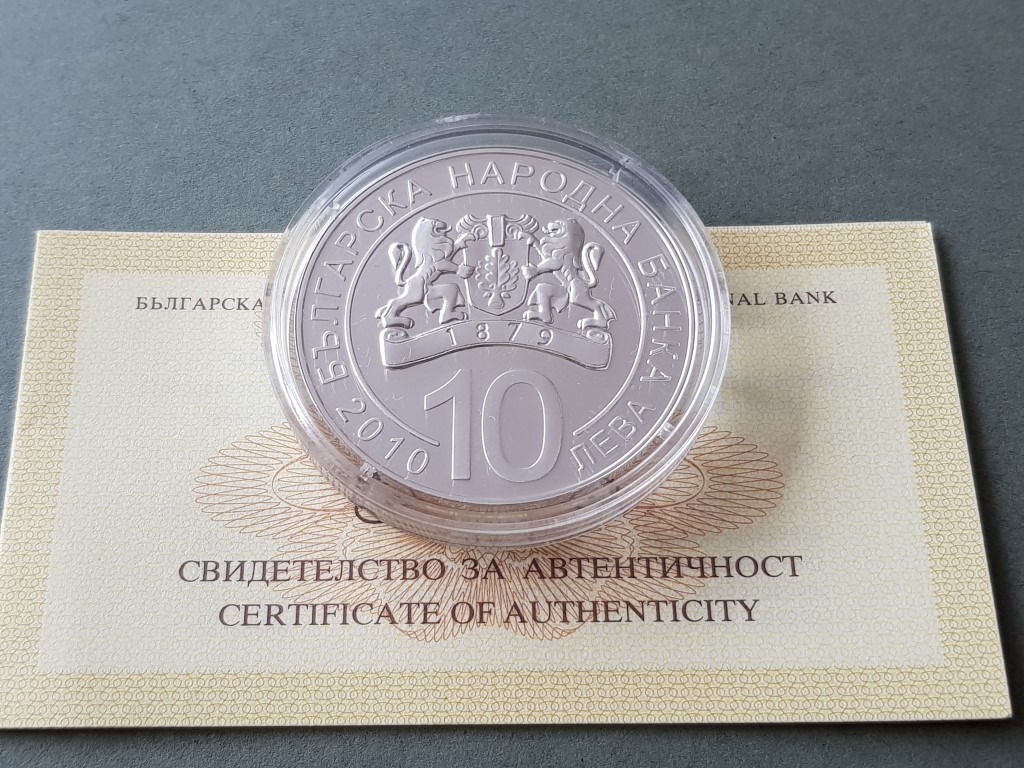 БЪЛГАРСКА НАРОДНА БАНКА
1879
10
2010
ЛЕВА
БЪЛГАРСКА
NAL BANK
СВИДЕТЕЛСТВО ЗА АВТЕНТИЧНОСТ
CERTIFICATE OF AUTHENTICITY